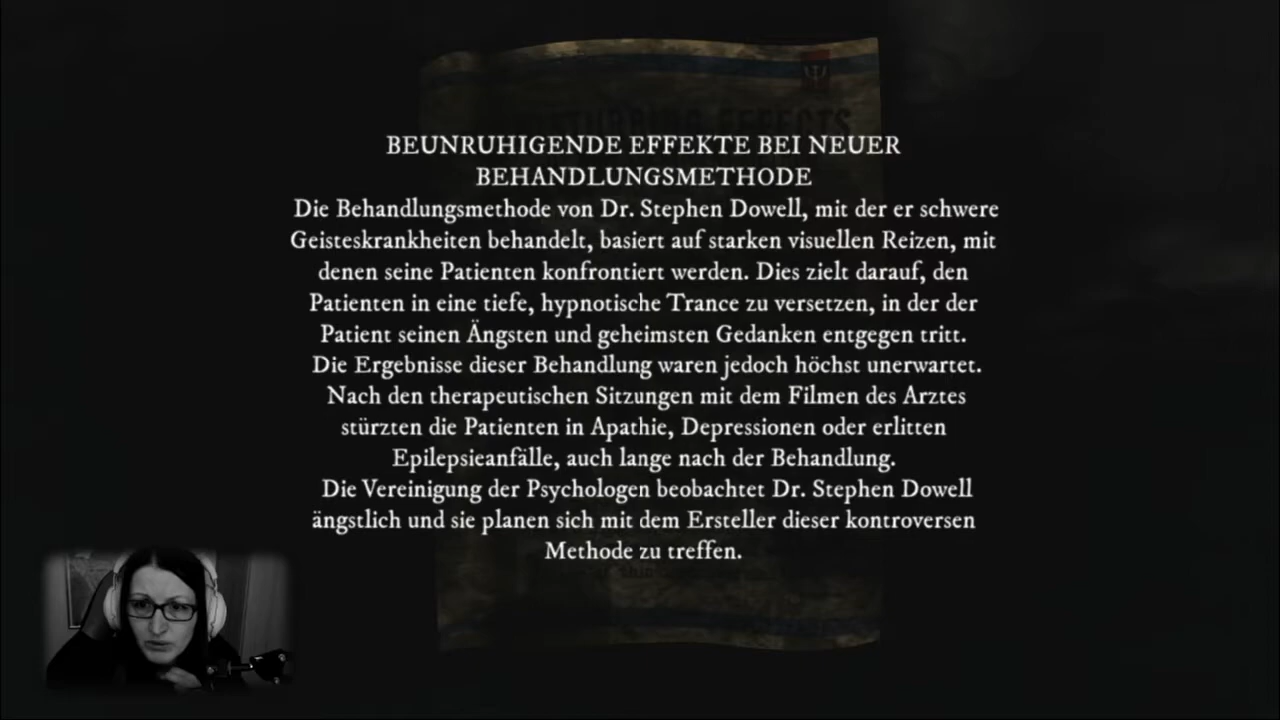 BEUNRUHIGENDE EFFEKTE BEI NEUER
BEHANDLUNGSMETHODE
Die Behandlungsmethode von Dr. Stephen Dowell, mit der er schwere
Geisteskrankheiten behandelt, basiert auf starken visuellen Reizen, mit
denen seine Patienten konfrontiert werden. Dies zielt darauf, den
Patienten in eine tiefe, hypnotische Trance zu versetzen, in der der
Patient seinen Ängsten und geheimsten Gedanken entgegen tritt.
Die Ergebnisse dieser Behandlung waren jedoch höchst unerwartet.
Nach den therapeutischen Sitzungen mit dem Filmen des Arztes
stürzten die Patienten in Apathie, Depressionen oder erlitten
Epilepsieanfälle, auch lange nach der Behandlung.
Die Vereinigung der Psychologen beobachtet Dr. Stephen Dowell
ängstlich und sie planen sich mit dem Ersteller dieser kontroversen
Methode zu treffen.